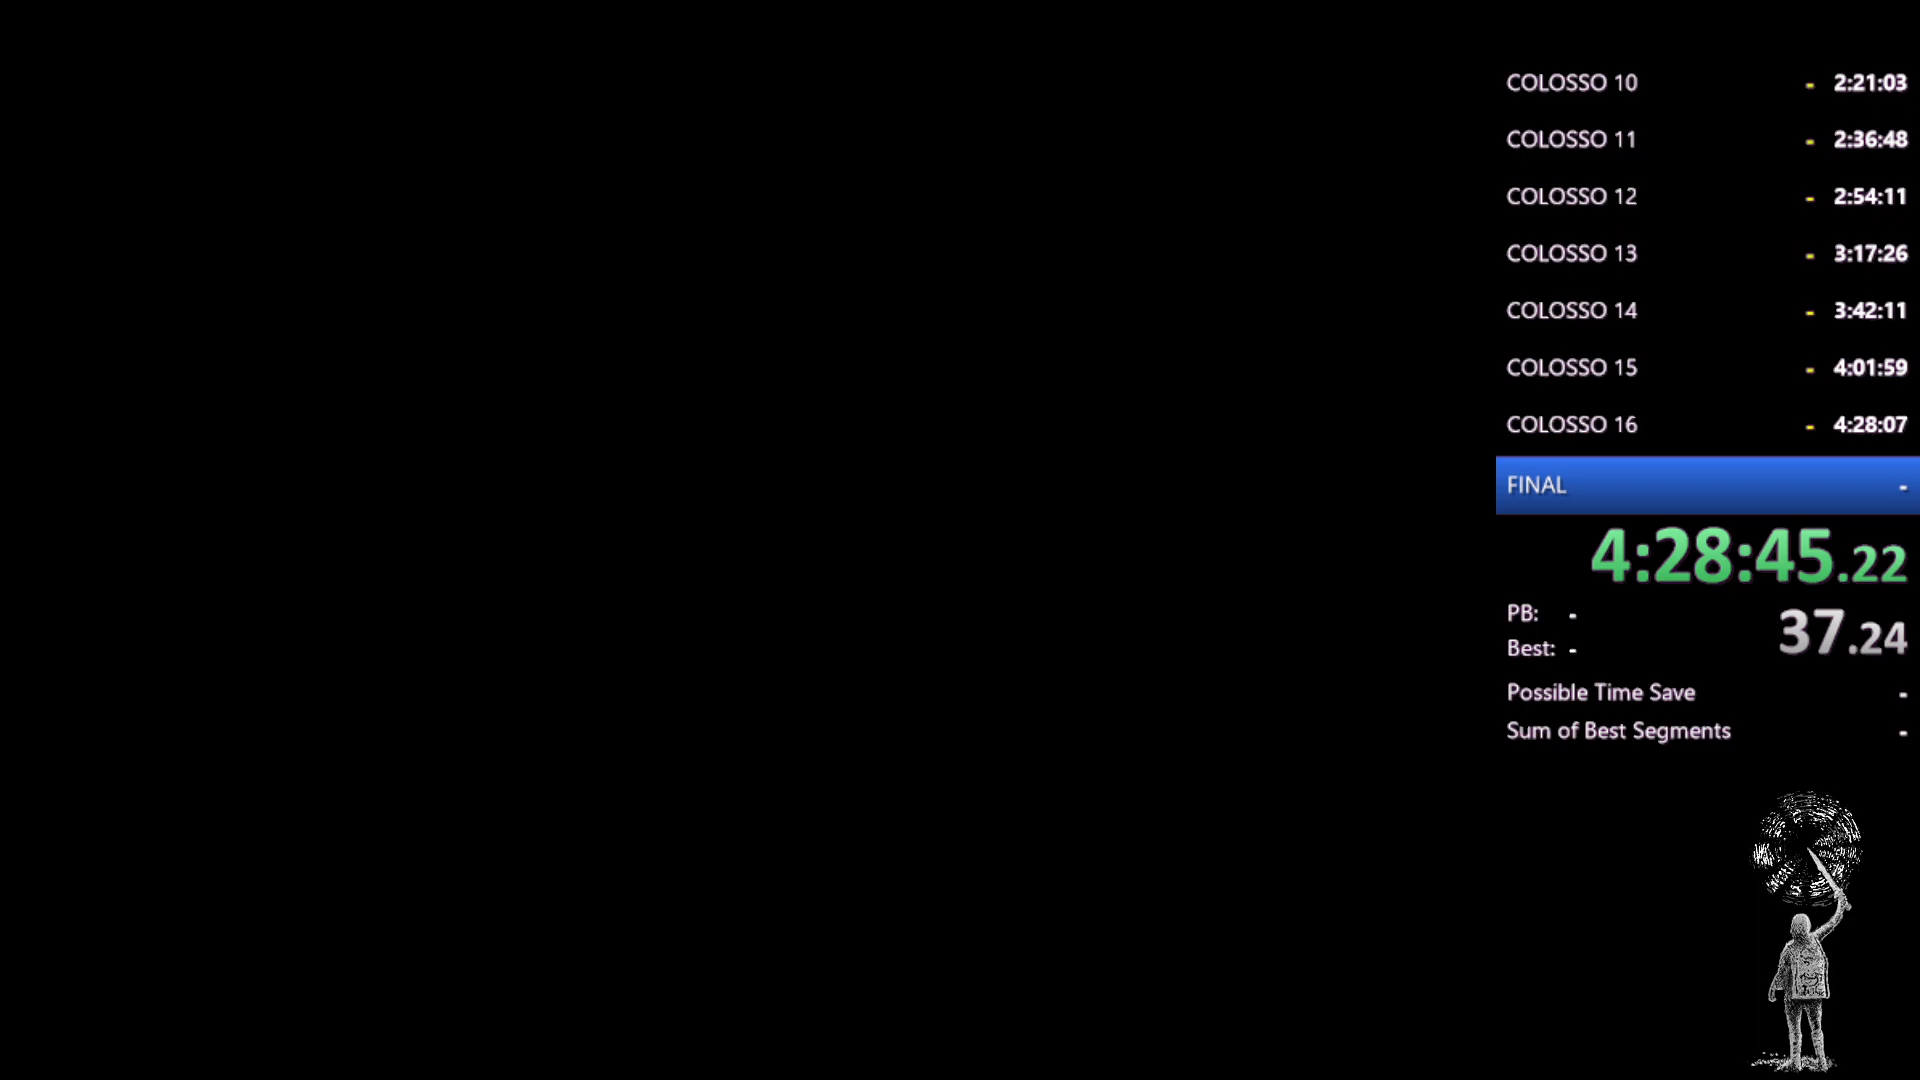 COLOSSO 10 - 2:21:03
COLOSSO 11 - 2:36:48
COLOSSO 12 - 2:54:11
COLOSSO 13 - 3:17:26
COLOSSO 14 - 3:42:11
COLOSSO 15 - 4:01:59
COLOSSO 16 - 4:28:07
FINAL -
4:28:45.22
PB: - 37.24
Best: -
Possible Time Save -
Sum of Best Segments -